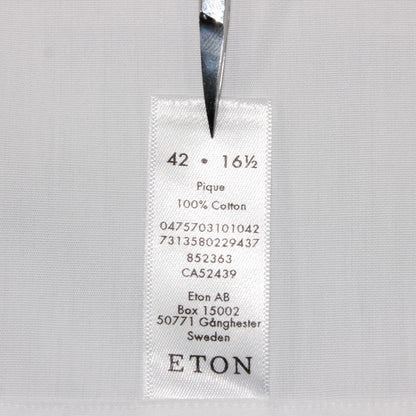 42 • 16½
Pique
100% Cotton
0475703101042
7313580229437
852363
CA52439
Eton AB
Box 15002
50771 Gånghester
Sweden
ETON